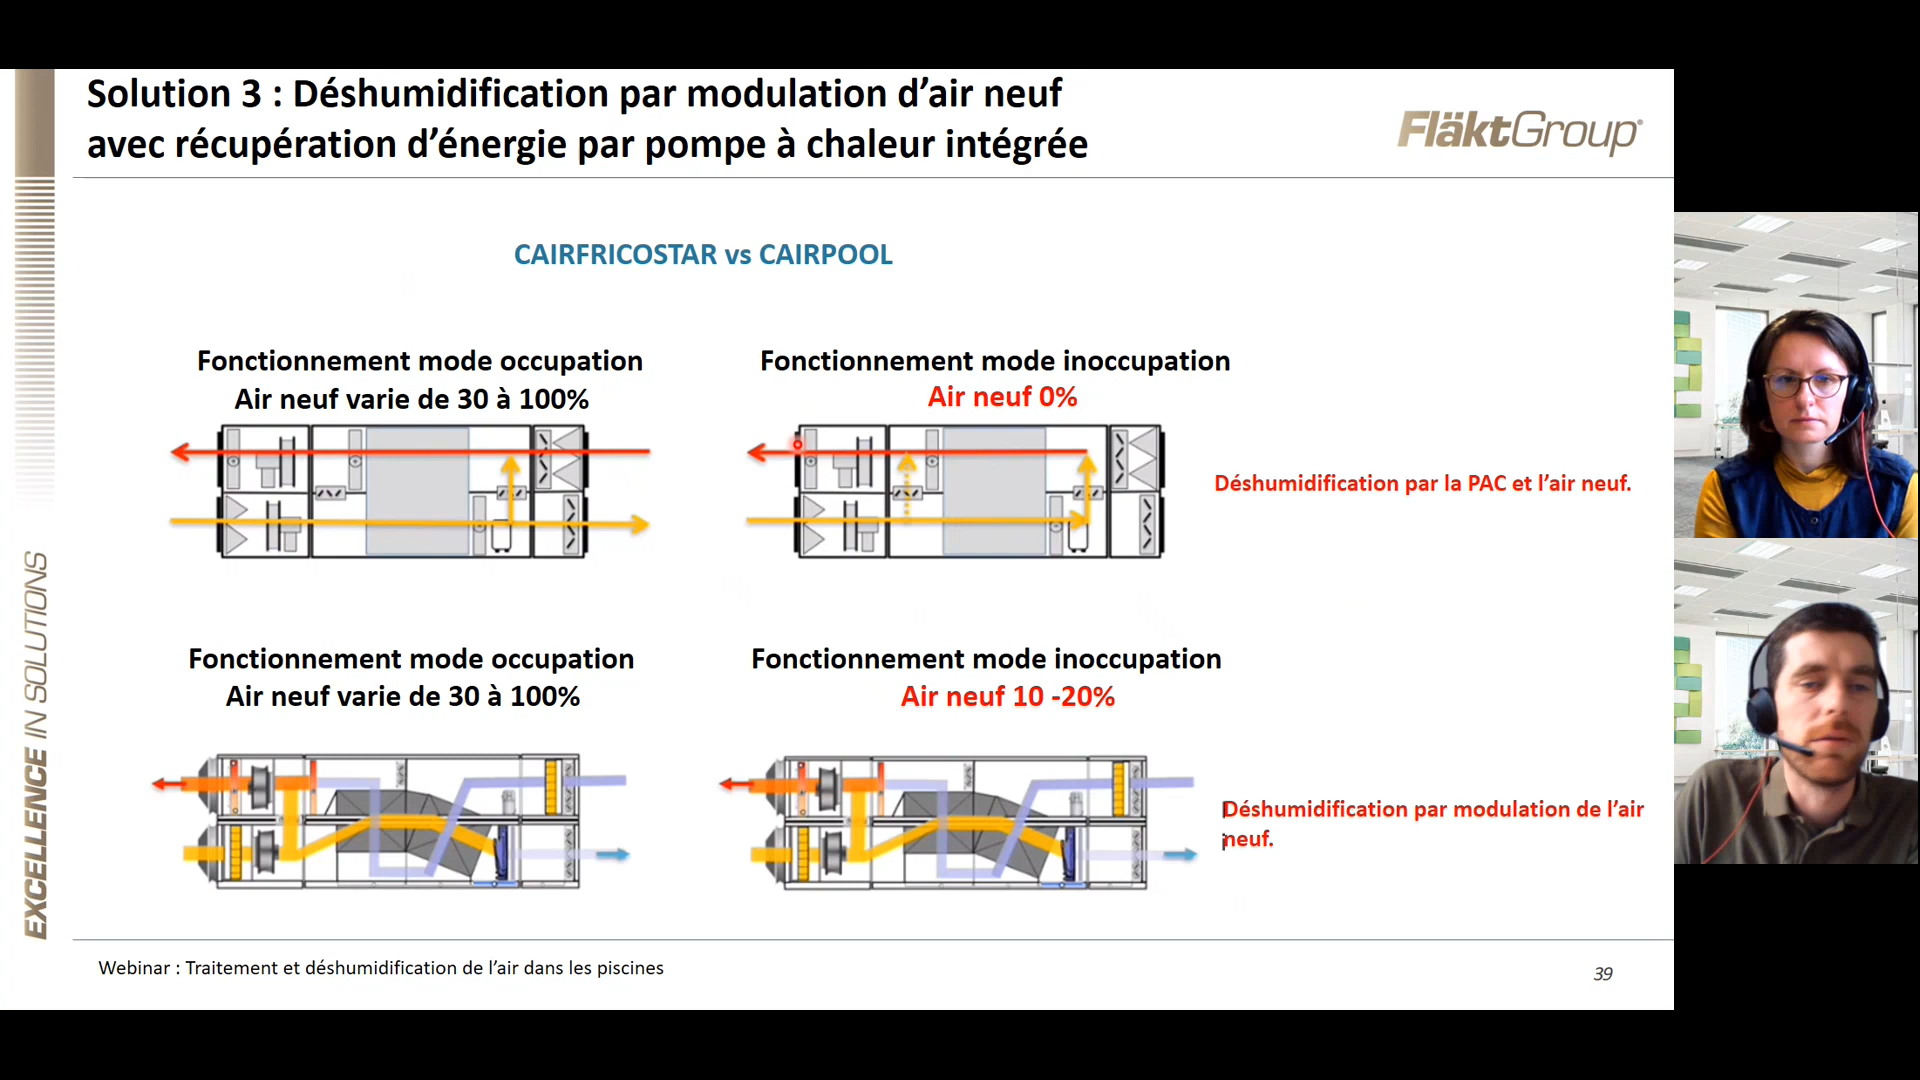 Solution 3 : Déshumidification par modulation d’air neuf
avec récupération d’énergie par pompe à chaleur intégrée
FläktGroup
CAIRFRICOSTAR vs CAIRPOOL
Fonctionnement mode occupation
Air neuf varie de 30 à 100%
Fonctionnement mode inoccupation
Air neuf 0%
Déshumidification par la PAC et l’air neuf.
Fonctionnement mode occupation
Air neuf varie de 30 à 100%
Fonctionnement mode inoccupation
Air neuf 10 -20%
Déshumidification par modulation de l’air
neuf.
EXCELLENCE IN SOLUTIONS
Webinar : Traitement et déshumidification de l’air dans les piscines
39